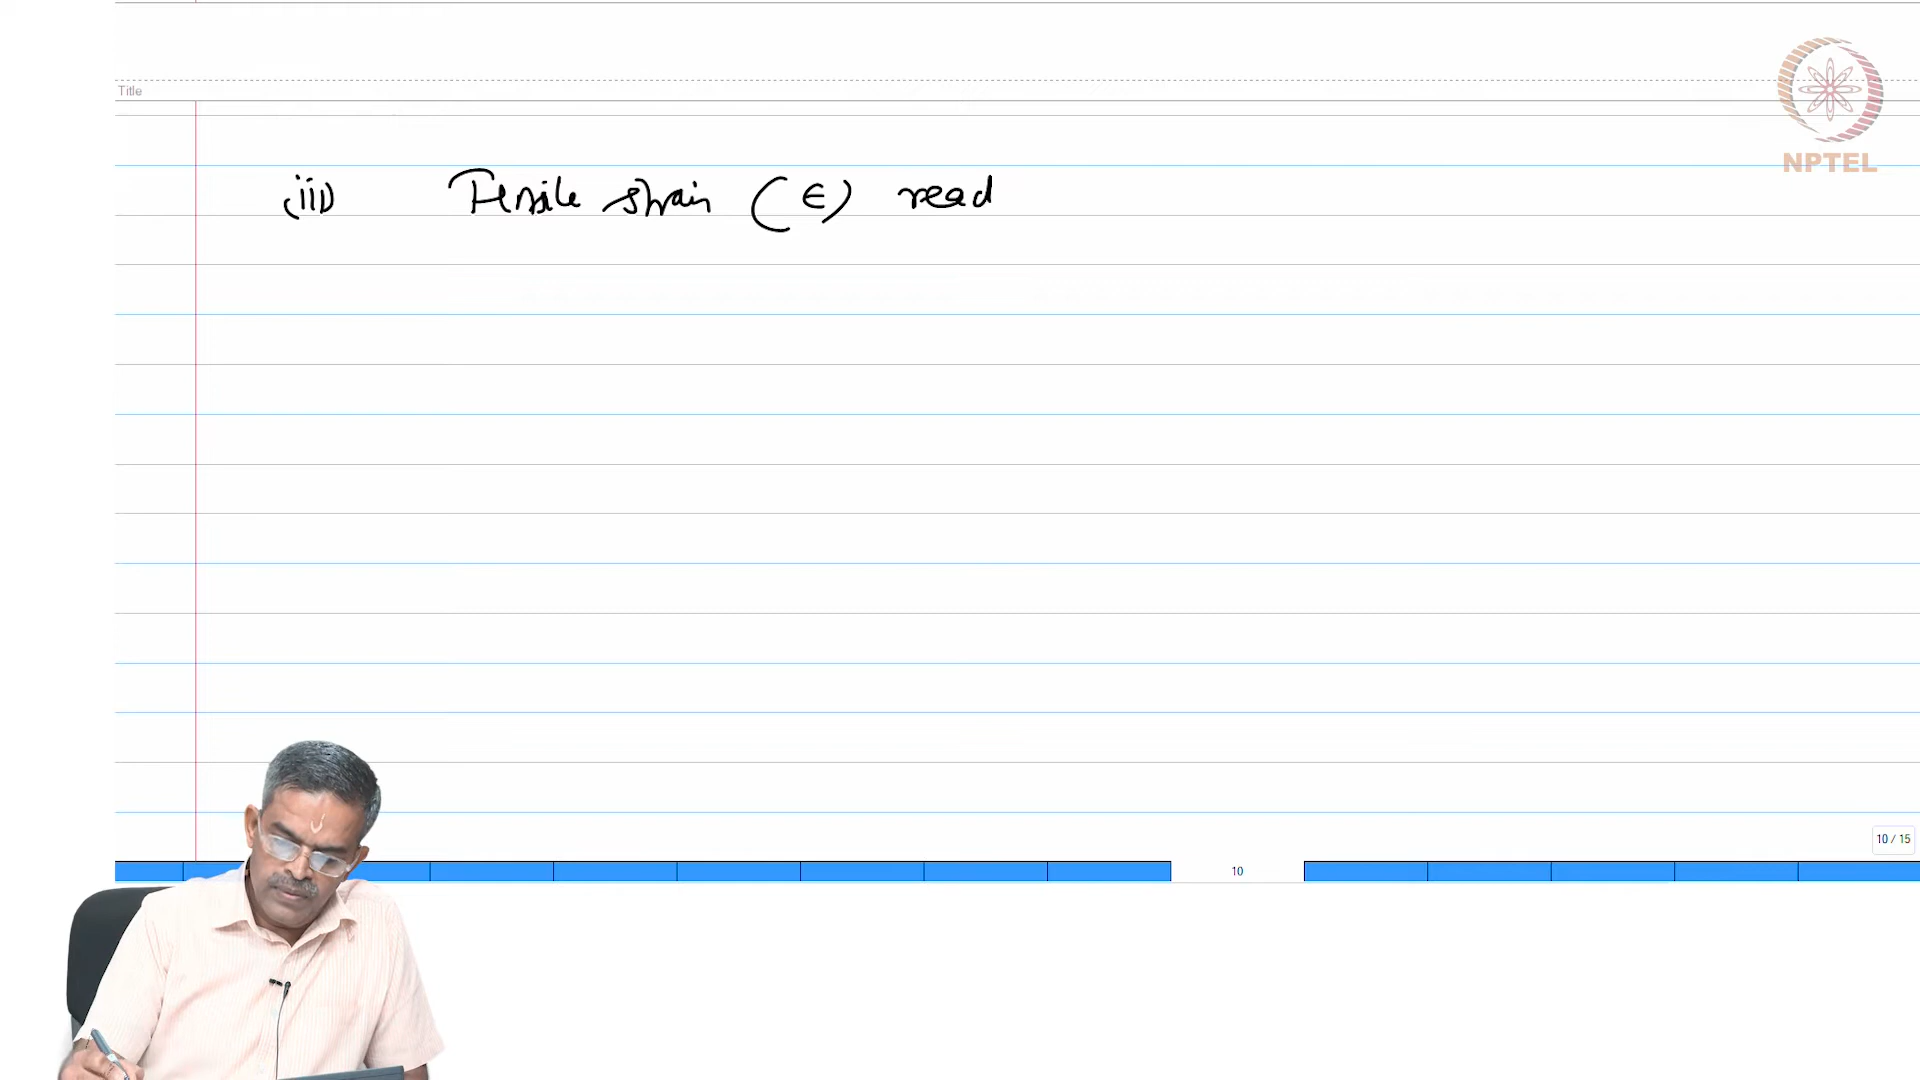 Title
NPTEL
(iii) Tensile strain (ϵ) read
10 / 15
10